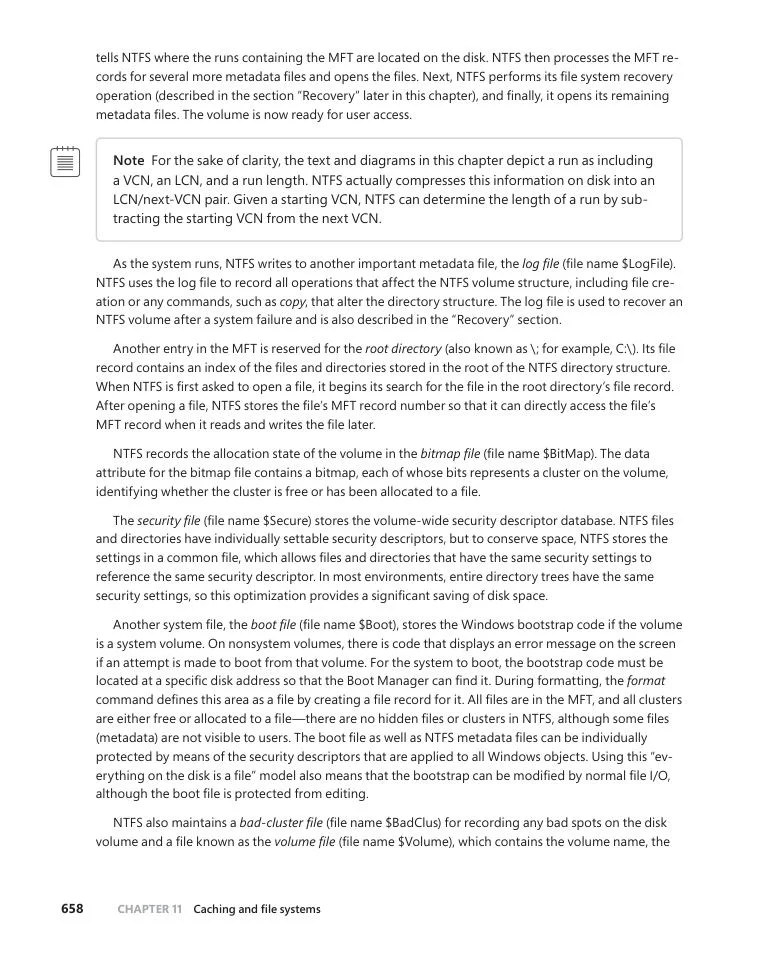 tells NTFS where the runs containing the MFT are located on the disk. NTFS then processes the MFT re-
cords for several more metadata files and opens the files. Next, NTFS performs its file system recovery
operation (described in the section “Recovery” later in this chapter), and finally, it opens its remaining
metadata files. The volume is now ready for user access.
Note For the sake of clarity, the text and diagrams in this chapter depict a run as including
a VCN, an LCN, and a run length. NTFS actually compresses this information on disk into an
LCN/next-VCN pair. Given a starting VCN, NTFS can determine the length of a run by sub-
tracting the starting VCN from the next VCN.
As the system runs, NTFS writes to another important metadata file, the log file (file name $LogFile).
NTFS uses the log file to record all operations that affect the NTFS volume structure, including file cre-
ation or any commands, such as copy, that alter the directory structure. The log file is used to recover an
NTFS volume after a system failure and is also described in the “Recovery” section.
Another entry in the MFT is reserved for the root directory (also known as \; for example, C:\). Its file
record contains an index of the files and directories stored in the root of the NTFS directory structure.
When NTFS is first asked to open a file, it begins its search for the file in the root directory’s file record.
After opening a file, NTFS stores the file’s MFT record number so that it can directly access the file’s
MFT record when it reads and writes the file later.
NTFS records the allocation state of the volume in the bitmap file (file name $BitMap). The data
attribute for the bitmap file contains a bitmap, each of whose bits represents a cluster on the volume,
identifying whether the cluster is free or has been allocated to a file.
The security file (file name $Secure) stores the volume-wide security descriptor database. NTFS files
and directories have individually settable security descriptors, but to conserve space, NTFS stores the
settings in a common file, which allows files and directories that have the same security settings to
reference the same security descriptor. In most environments, entire directory trees have the same
security settings, so this optimization provides a significant saving of disk space.
Another system file, the boot file (file name $Boot), stores the Windows bootstrap code if the volume
is a system volume. On nonsystem volumes, there is code that displays an error message on the screen
if an attempt is made to boot from that volume. For the system to boot, the bootstrap code must be
located at a specific disk address so that the Boot Manager can find it. During formatting, the format
command defines this area as a file by creating a file record for it. All files are in the MFT, and all clusters
are either free or allocated to a file—there are no hidden files or clusters in NTFS, although some files
(metadata) are not visible to users. The boot file as well as NTFS metadata files can be individually
protected by means of the security descriptors that are applied to all Windows objects. Using this “ev-
erything on the disk is a file” model also means that the bootstrap can be modified by normal file I/O,
although the boot file is protected from editing.
NTFS also maintains a bad-cluster file (file name $BadClus) for recording any bad spots on the disk
volume and a file known as the volume file (file name $Volume), which contains the volume name, the
658 CHAPTER 11 Caching and file systems